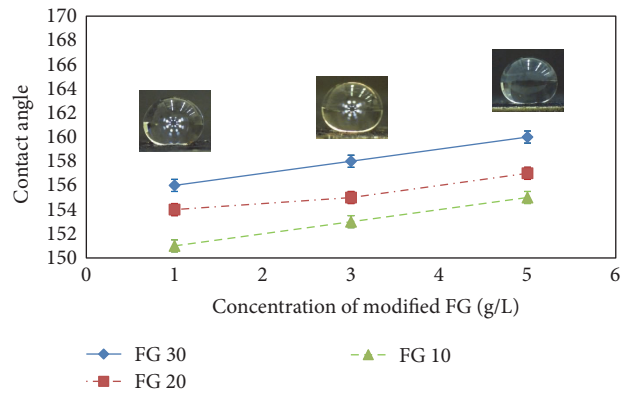 170
168
166
164
162
160
158
156
154
152
150
Contact angle
0 1 2 3 4 5 6
Concentration of modified FG (g/L)
FG 30 FG 10
FG 20